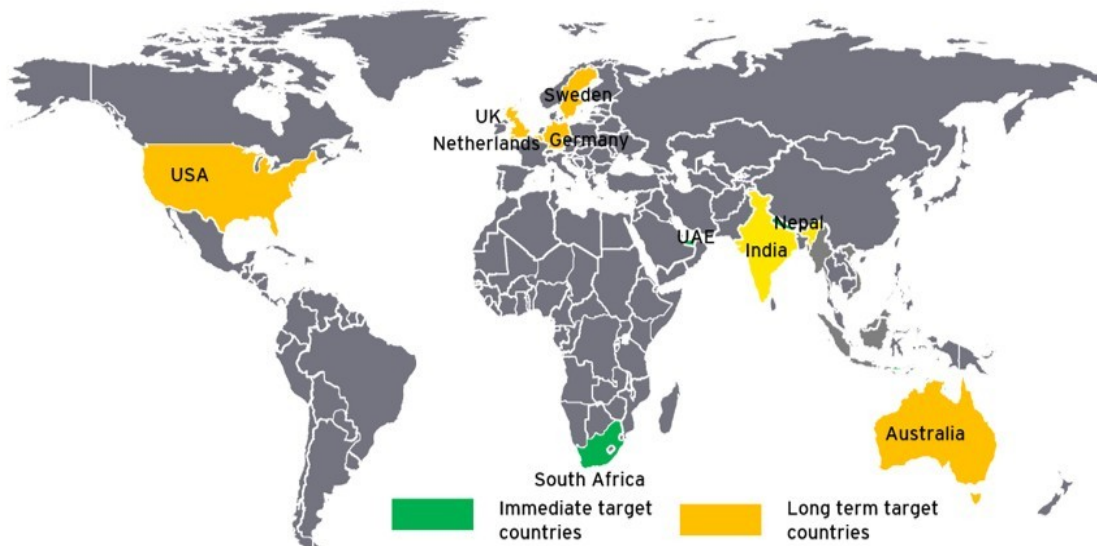 Sweden
UK
Netherlands
Germany
USA
Nepal
UAE
India
Australia
South Africa
Immediate target
countries
Long term target
countries